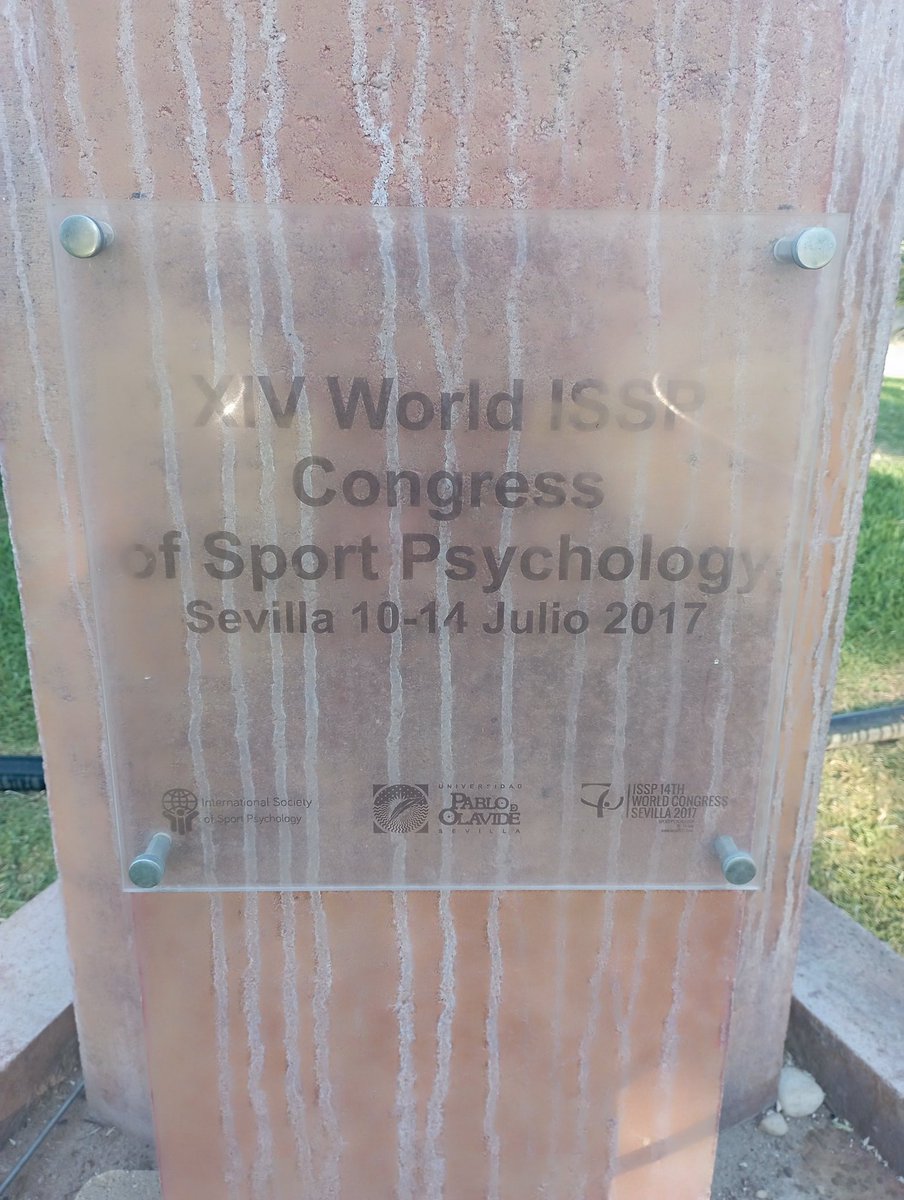 XIV World ISSP
Congress
of Sport Psychology
Sevilla 10-14 Julio 2017
International Society
of Sport Psychology
UNIVERSIDAD
PABLO D
OLAVIDE
SEVILLA
ISSP 14TH
WORLD CONGRESS
SEVILLA 2017